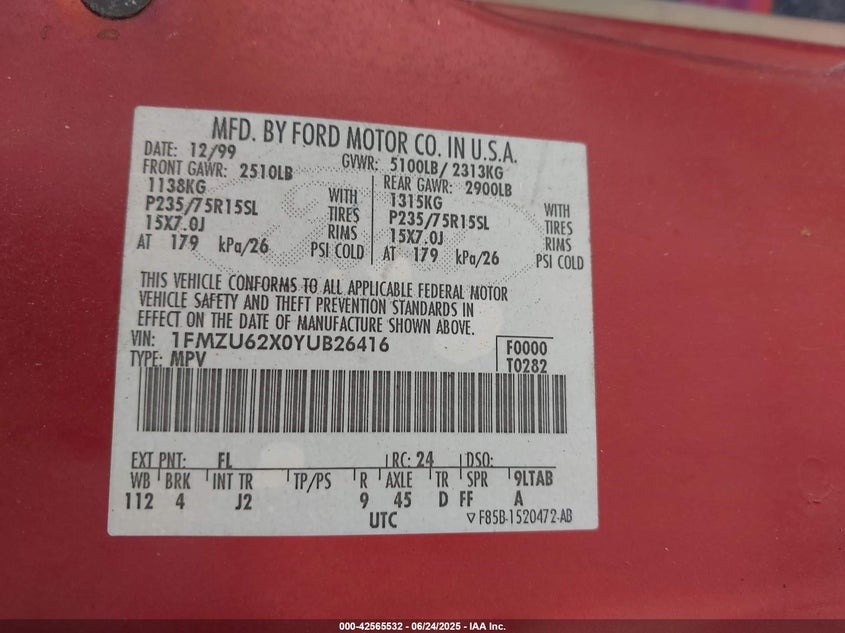 MFD. BY FORD MOTOR CO. IN U.S.A.
DATE: 12/99 GVWR: 5100LB/ 2313KG
FRONT GAWR: 2510LB REAR GAWR: 2900LB
1138KG WITH 1315KG WITH
P235/75R15SL TIRES P235/75R15SL TIRES
15X7.0J RIMS 15X7.0J RIMS
AT 179 kPa/26 PSI COLD AT 179 kPa/26 PSI COLD
THIS VEHICLE CONFORMS TO ALL APPLICABLE FEDERAL MOTOR
VEHICLE SAFETY AND THEFT PREVENTION STANDARDS IN
EFFECT ON THE DATE OF MANUFACTURE SHOWN ABOVE.
VIN: 1FMZU62X0YUB26416 F0000
TYPE: MPV T0282
EXT PNT: FL RC: 24 DSO:
WB BRK INT TR TP/PS R AXLE TR SPR 9LTAB
112 4 J2 9 45 D FF A
UTC ▽ F85B-1520472-AB
000-42565532 - 06/24/2025 - IAA Inc.